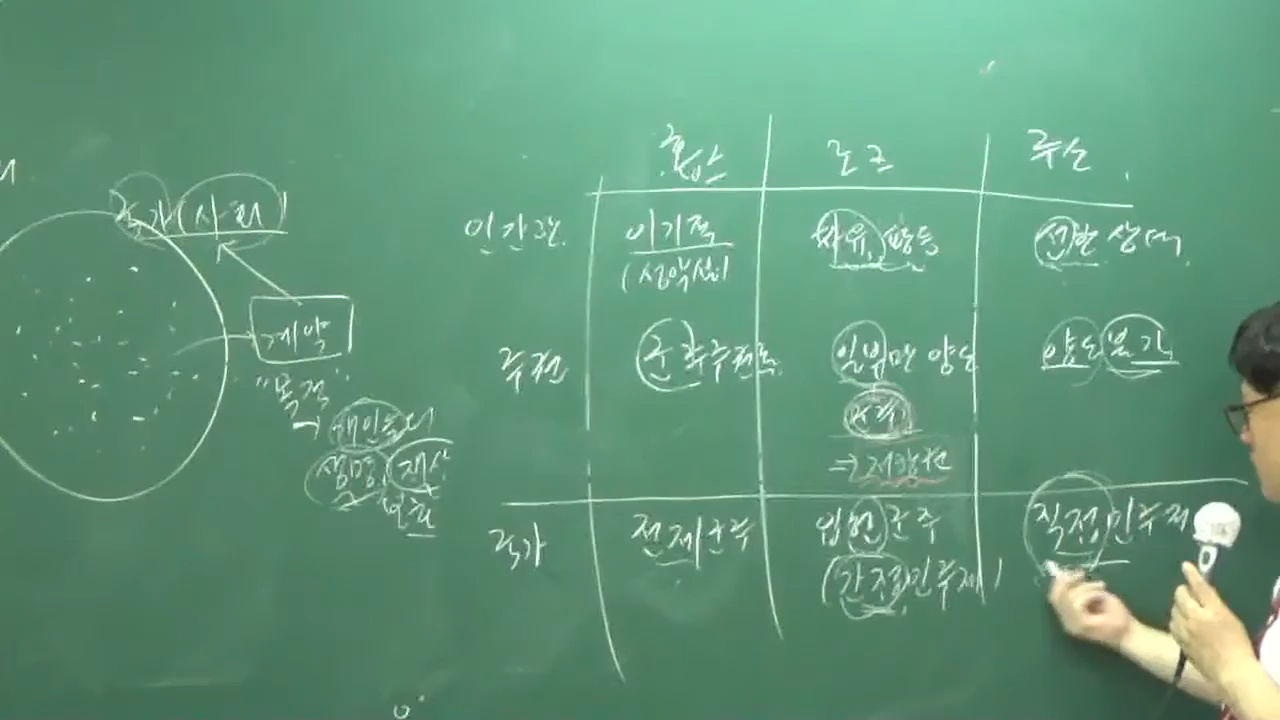 국가(사회)
계약
"목적"
→ 개인들의
생명, 재산
보호
홉스 로크 루소
인간관 이기적 자유, 평등 선한 상태
(성악설)
주권 군주주권론 일부만 양도 양도불가
→ 저항권
국가 전제군주 입헌군주 직접민주제
(간접민주제)